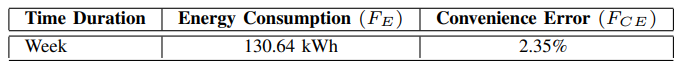 Time Duration Energy Consumption (F_E) Convenience Error (F_CE)
Week 130.64 kWh 2.35%